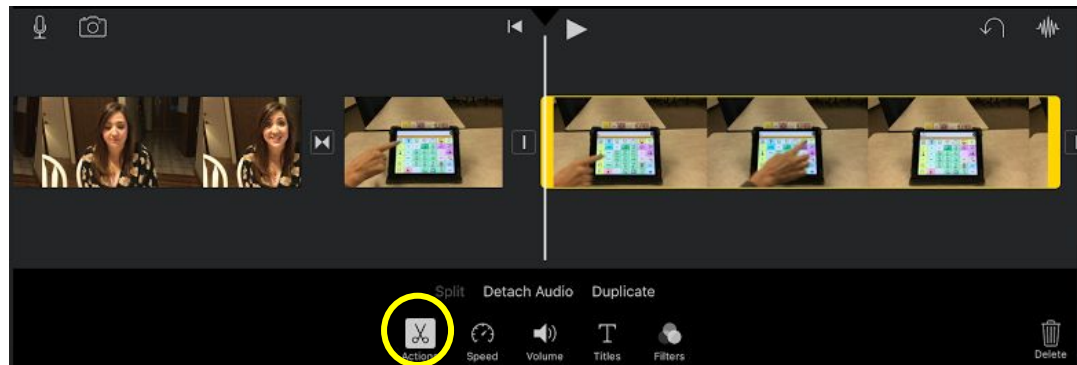 Split Detach Audio Duplicate
Actions Speed Volume Titles Filters Delete